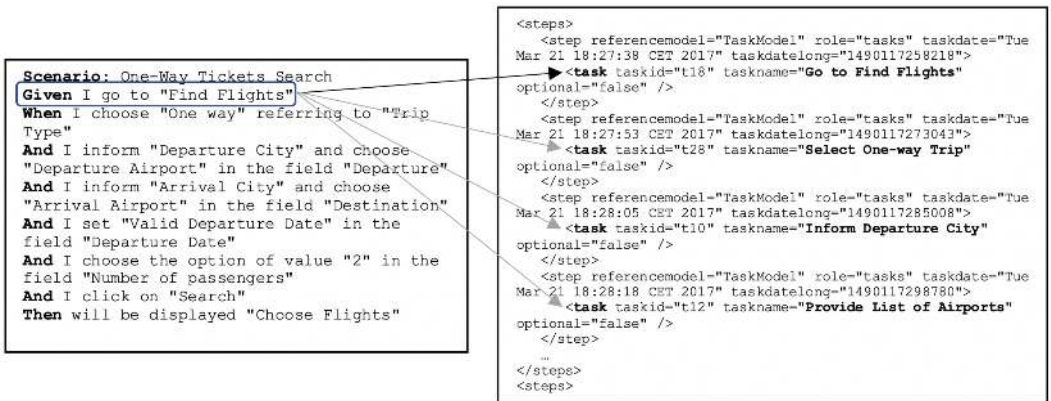 Scenario: One-Way Tickets Search
Given I go to "Find Flights"
When I choose "One way" referring to "Trip
Type"
And I inform "Departure City" and choose
"Departure Airport" in the field "Departure"
And I inform "Arrival City" and choose
"Arrival Airport" in the field "Destination"
And I set "Valid Departure Date" in the
field "Departure Date"
And I choose the option of value "2" in the
field "Number of passengers"
And I click on "Search"
Then will be displayed "Choose Flights"
<steps>
<step referencemodel="TaskModel" role="tasks" taskdate="Tue
Mar 21 18:27:38 CET 2017" taskdatelong="1490117258218">
<task taskid="t18" taskname="Go to Find Flights"
optional="false" />
</step>
<step referencemodel="TaskModel" role="tasks" taskdate="Tue
Mar 21 18:27:53 CET 2017" taskdatelong="1490117273043">
<task taskid="t28" taskname="Select One-way Trip"
optional="false" />
</step>
<step referencemodel="TaskModel" role="tasks" taskdate="Tue
Mar 21 18:28:05 CET 2017" taskdatelong="1490117285008">
<task taskid="t10" taskname="Inform Departure City"
optional="false" />
</step>
<step referencemodel="TaskModel" role="tasks" taskdate="Tue
Mar 21 18:28:18 CET 2017" taskdatelong="1490117298780">
<task taskid="t12" taskname="Provide List of Airports"
optional="false" />
</step>
…
</steps>
<steps>